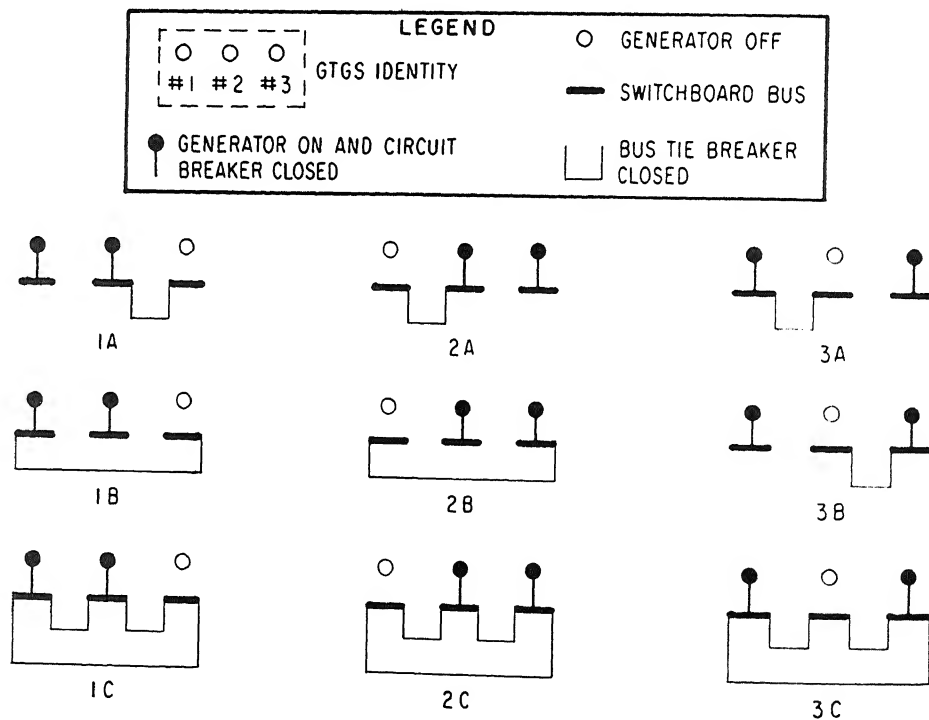 LEGEND
#1 #2 #3
GTGS IDENTITY
GENERATOR OFF
SWITCHBOARD BUS
GENERATOR ON AND CIRCUIT
BREAKER CLOSED
BUS TIE BREAKER
CLOSED
1A
2A
3A
1B
2B
3B
1C
2C
3C